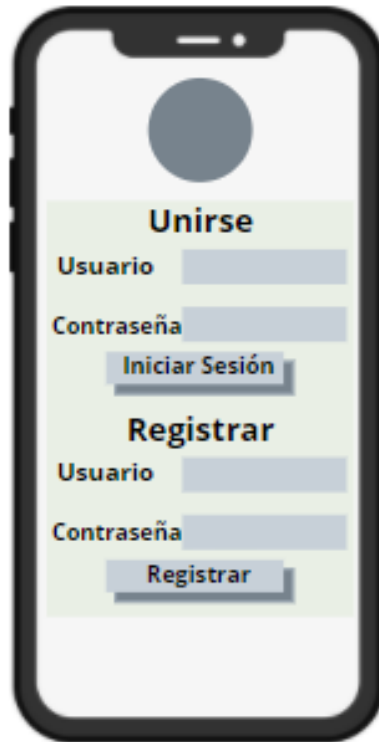 Unirse
Usuario
Contraseña
Iniciar Sesión
Registrar
Usuario
Contraseña
Registrar